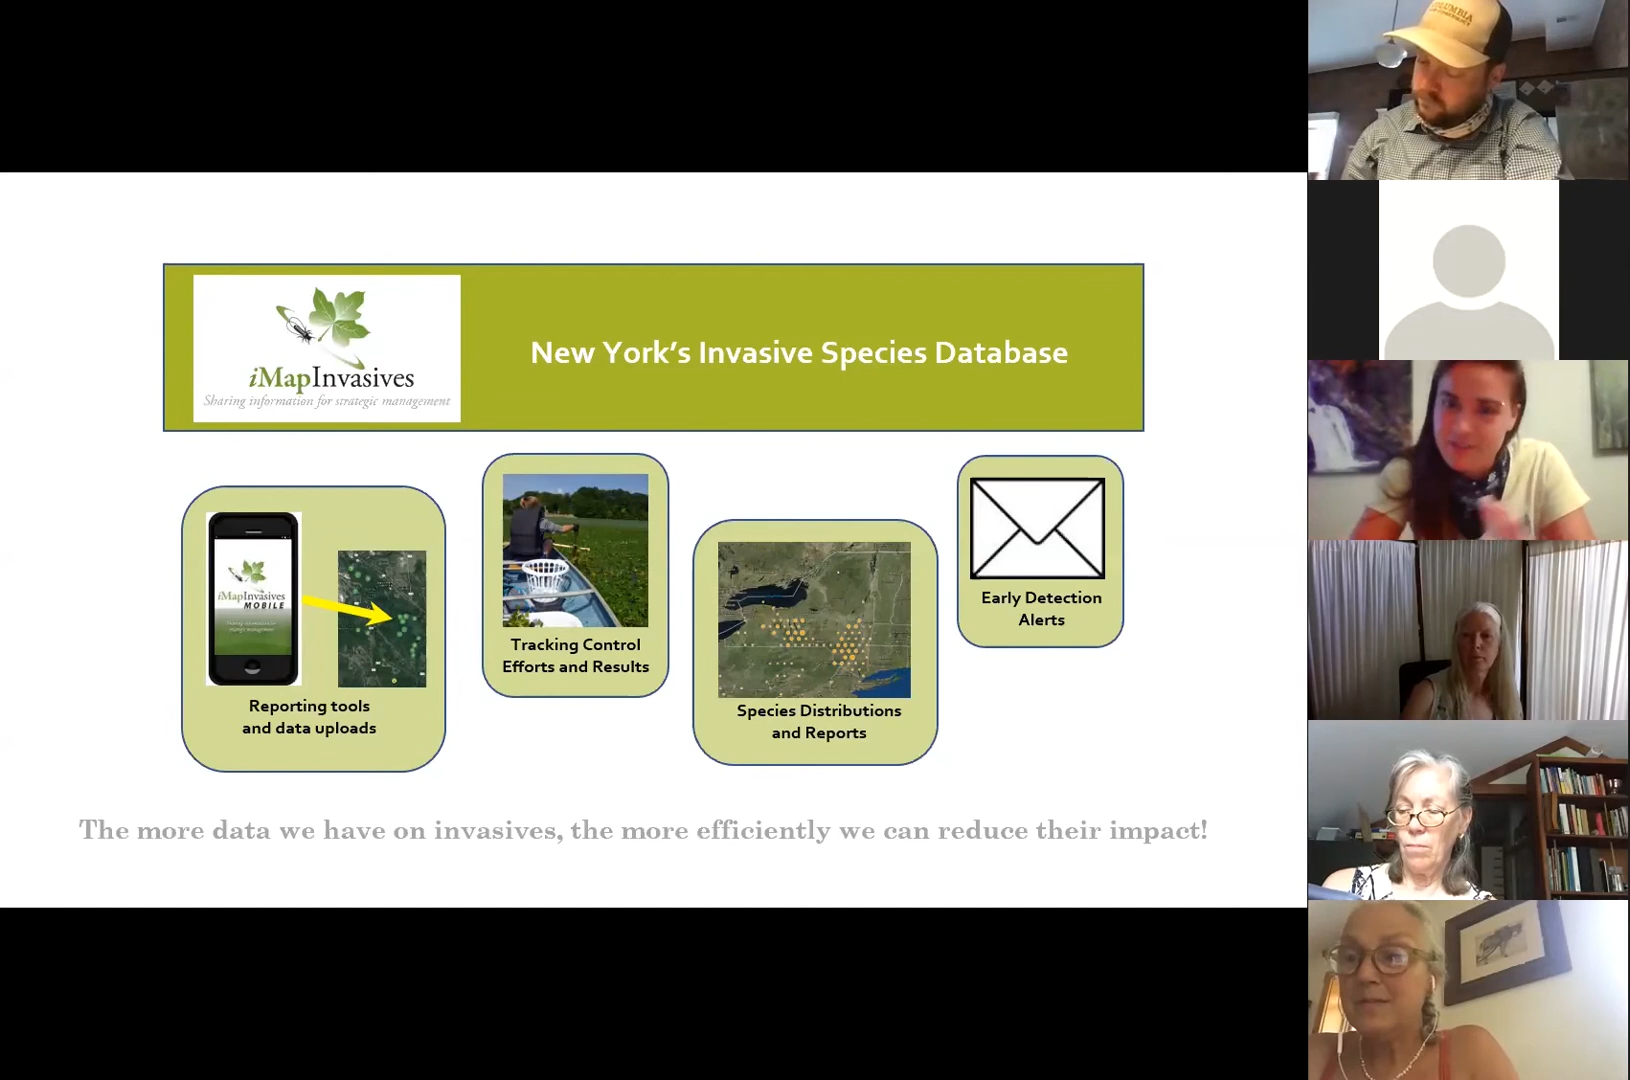 COLUMBIA
iMapInvasives
Sharing information for strategic management
New York's Invasive Species Database
iMapInvasives
MOBILE
Reporting tools
and data uploads
Tracking Control
Efforts and Results
Species Distributions
and Reports
Early Detection
Alerts
The more data we have on invasives, the more efficiently we can reduce their impact!